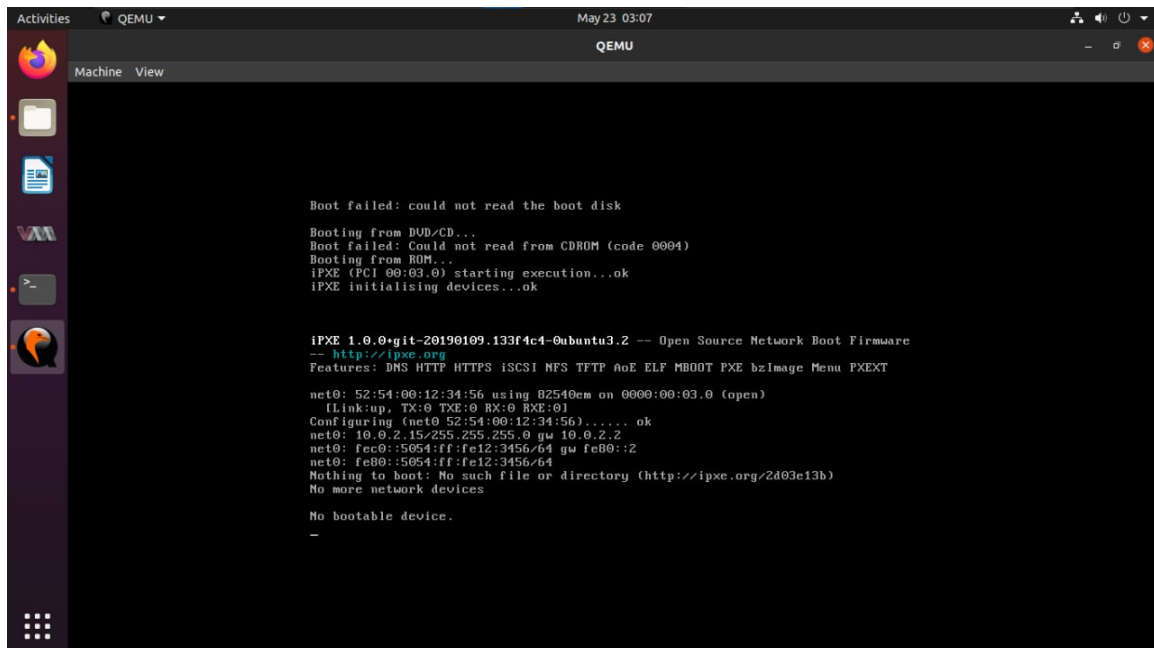 Activities QEMU May 23 03:07
QEMU
Machine View
Boot failed: could not read the boot disk
Booting from DVD/CD...
Boot failed: Could not read from CDROM (code 0004)
Booting from ROM...
iPXE (PCI 00:03.0) starting execution...ok
iPXE initialising devices...ok
iPXE 1.0.0+git-20190109.133f4c4-0ubuntu3.2 -- Open Source Network Boot Firmware
-- http://ipxe.org
Features: DNS HTTP HTTPS iSCSI NFS TFTP AoE ELF MBOOT PXE bzImage Menu PXEXT
net0: 52:54:00:12:34:56 using 82540em on 0000:00:03.0 (open)
[Link:up, TX:0 TXE:0 RX:0 RXE:0]
Configuring (net0 52:54:00:12:34:56)...... ok
net0: 10.0.2.15/255.255.255.0 gw 10.0.2.2
net0: fec0::5054:ff:fe12:3456/64 gw fe80::2
net0: fe80::5054:ff:fe12:3456/64
Nothing to boot: No such file or directory (http://ipxe.org/2d03e13b)
No more network devices
No bootable device.